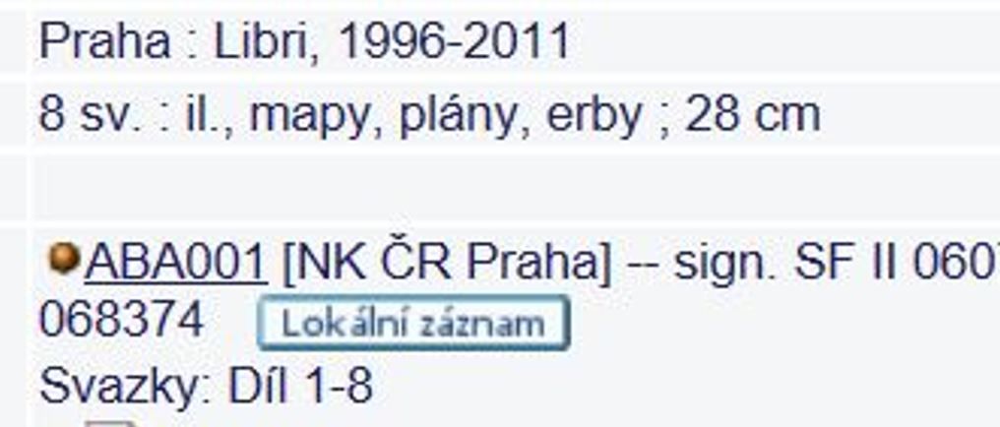 Praha : Libri, 1996-2011
8 sv. : il., mapy, plány, erby ; 28 cm
ABA001 [NK ČR Praha] -- sign. SF II 060
068374 Lokální záznam
Svazky: Díl 1-8